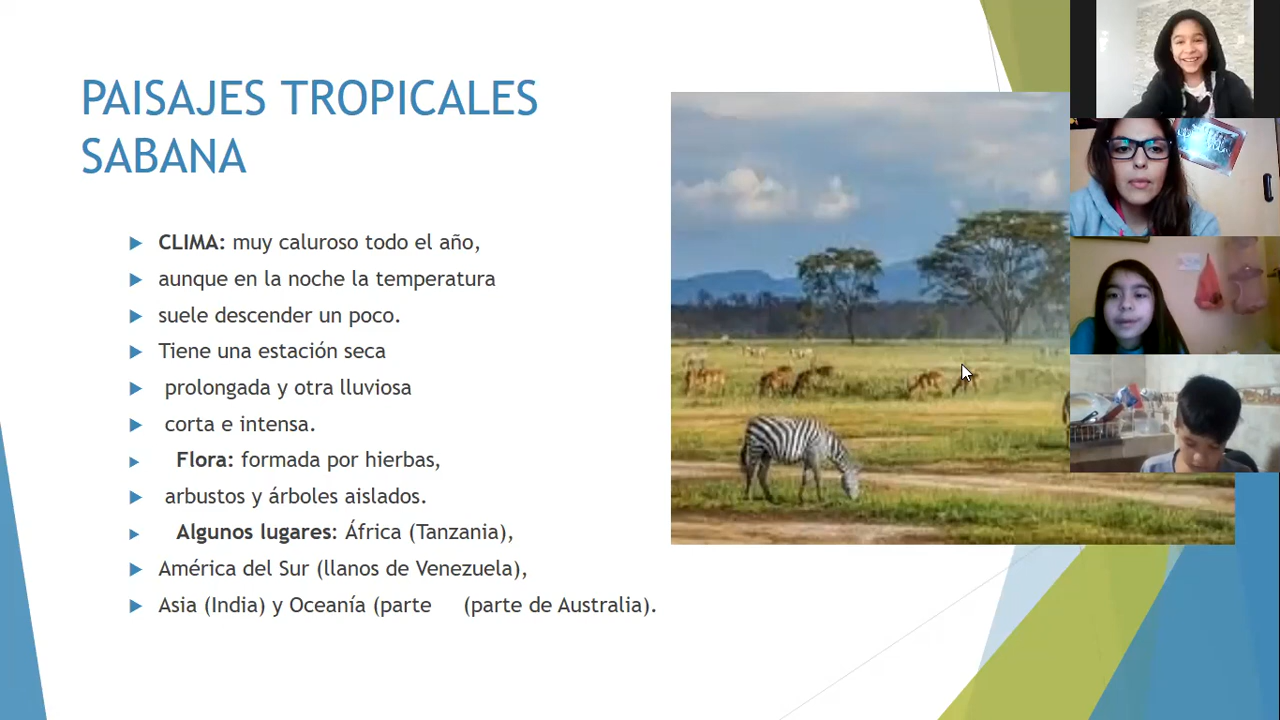 PAISAJES TROPICALES
SABANA
CLIMA: muy caluroso todo el año,
aunque en la noche la temperatura
suele descender un poco.
Tiene una estación seca
prolongada y otra lluviosa
corta e intensa.
Flora: formada por hierbas,
arbustos y árboles aislados.
Algunos lugares: África (Tanzania),
América del Sur (llanos de Venezuela),
Asia (India) y Oceanía (parte (parte de Australia).